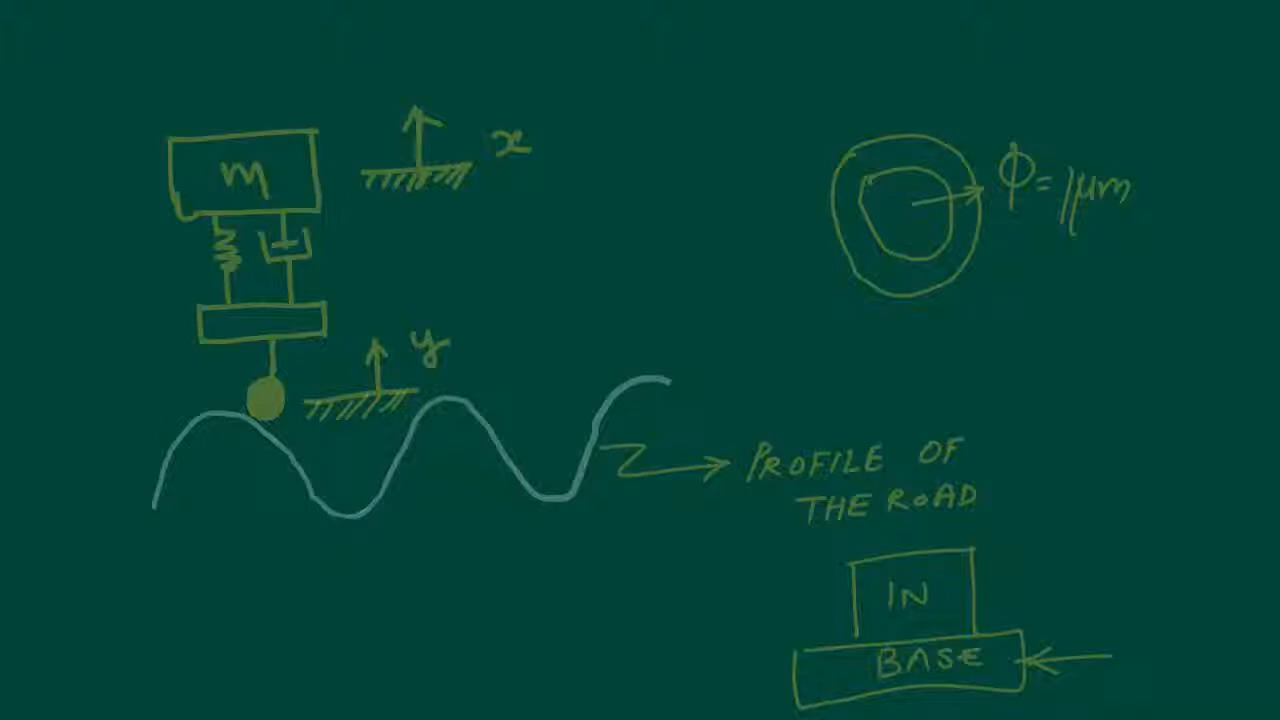 m
x
ϕ = 1μm
y
PROFILE OF
THE ROAD
IN
BASE